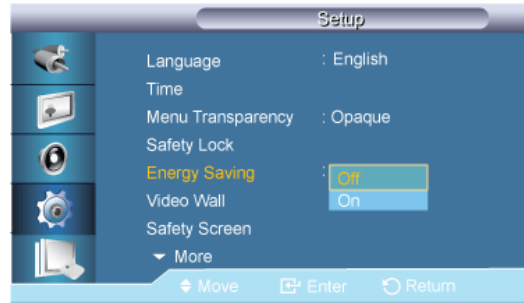 Setup
Language : English
Time
Menu Transparency : Opaque
Safety Lock
Energy Saving : Off
Video Wall On
Safety Screen
More
Move Enter Return